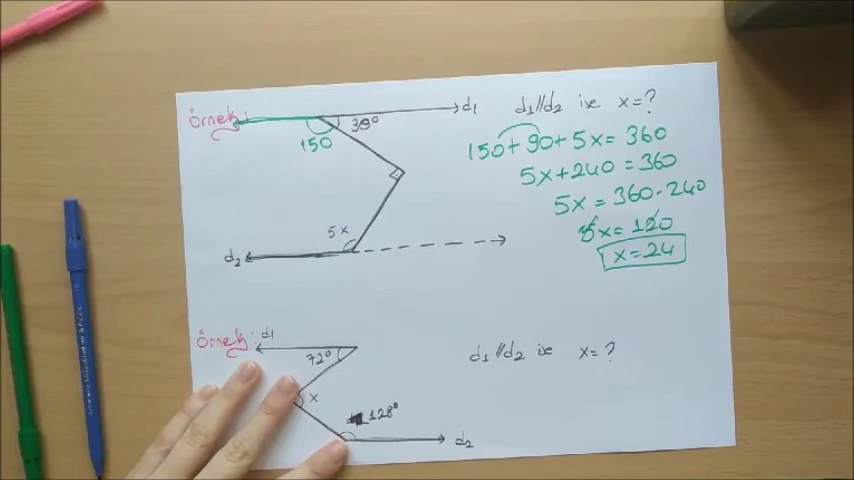 örnek: d₁ d₁//d₂ ise x=?
30°
150
150+90+5x=360
5x+240=360
5x=360-240
5x=120
x=24
5x
d₂
örnek: d₁
72°
d₁//d₂ ise x=?
x
128°
d₂